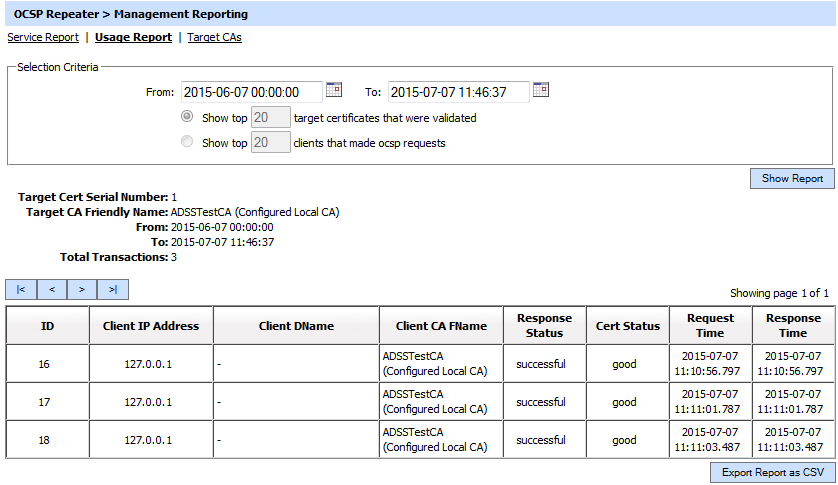 OCSP Repeater > Management Reporting
Service Report | Usage Report | Target CAs
Selection Criteria
From: 2015-06-07 00:00:00 To: 2015-07-07 11:46:37
Show top 20 target certificates that were validated
Show top 20 clients that made ocsp requests
Show Report
Target Cert Serial Number: 1
Target CA Friendly Name: ADSSTestCA (Configured Local CA)
From: 2015-06-07 00:00:00
To: 2015-07-07 11:46:37
Total Transactions: 3
|< < > >| Showing page 1 of 1
ID Client IP Address Client DName Client CA FName Response Status Cert Status Request Time Response Time
16 127.0.0.1 - ADSSTestCA (Configured Local CA) successful good 2015-07-07 11:10:56.797 2015-07-07 11:10:56.797
17 127.0.0.1 - ADSSTestCA (Configured Local CA) successful good 2015-07-07 11:11:01.787 2015-07-07 11:11:01.787
18 127.0.0.1 - ADSSTestCA (Configured Local CA) successful good 2015-07-07 11:11:03.487 2015-07-07 11:11:03.487
Export Report as CSV